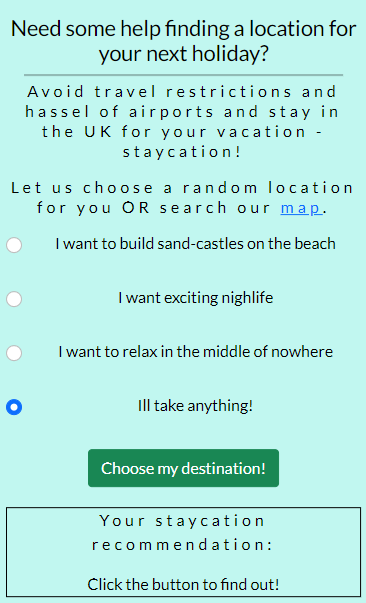 Need some help finding a location for
your next holiday?
Avoid travel restrictions and
hassel of airports and stay in
the UK for your vacation -
staycation!
Let us choose a random location
for you OR search our map.
I want to build sand-castles on the beach
I want exciting nighlife
I want to relax in the middle of nowhere
Ill take anything!
Choose my destination!
Your staycation
recommendation:
Click the button to find out!